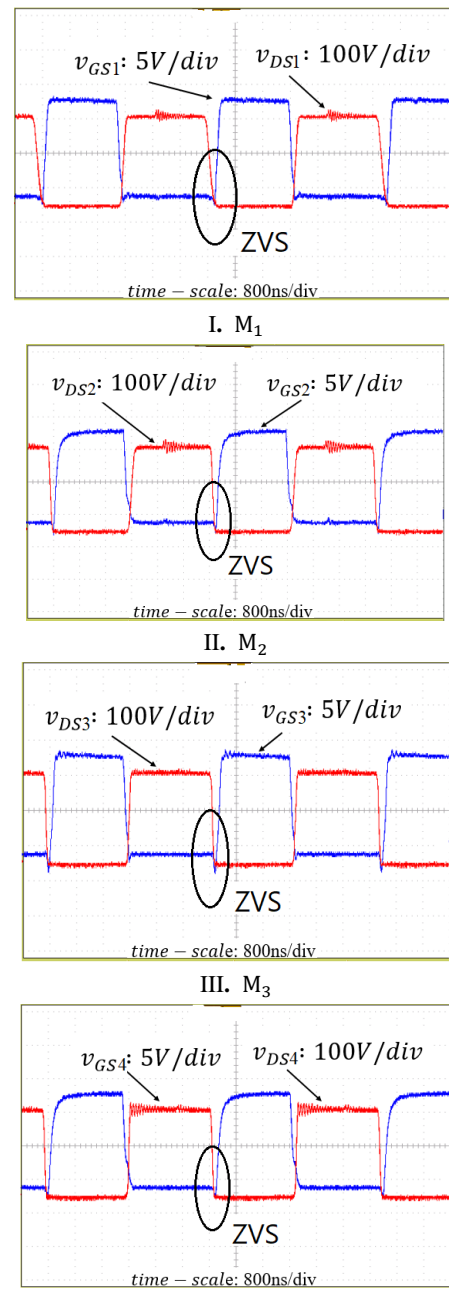 v_GS1: 5V/div v_DS1: 100V/div
ZVS
time − scale: 800ns/div
I. M₁
v_DS2: 100V/div v_GS2: 5V/div
ZVS
time − scale: 800ns/div
II. M₂
v_DS3: 100V/div v_GS3: 5V/div
ZVS
time − scale: 800ns/div
III. M₃
v_GS4: 5V/div v_DS4: 100V/div
ZVS
time − scale: 800ns/div